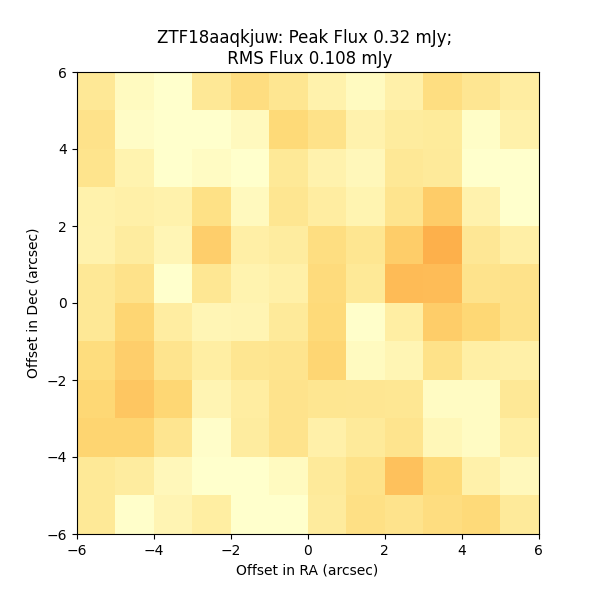 ZTF18aaqkjuw: Peak Flux 0.32 mJy;
RMS Flux 0.108 mJy
6
4
2
0
−2
−4
−6
Offset in Dec (arcsec)
−6 −4 −2 0 2 4 6
Offset in RA (arcsec)